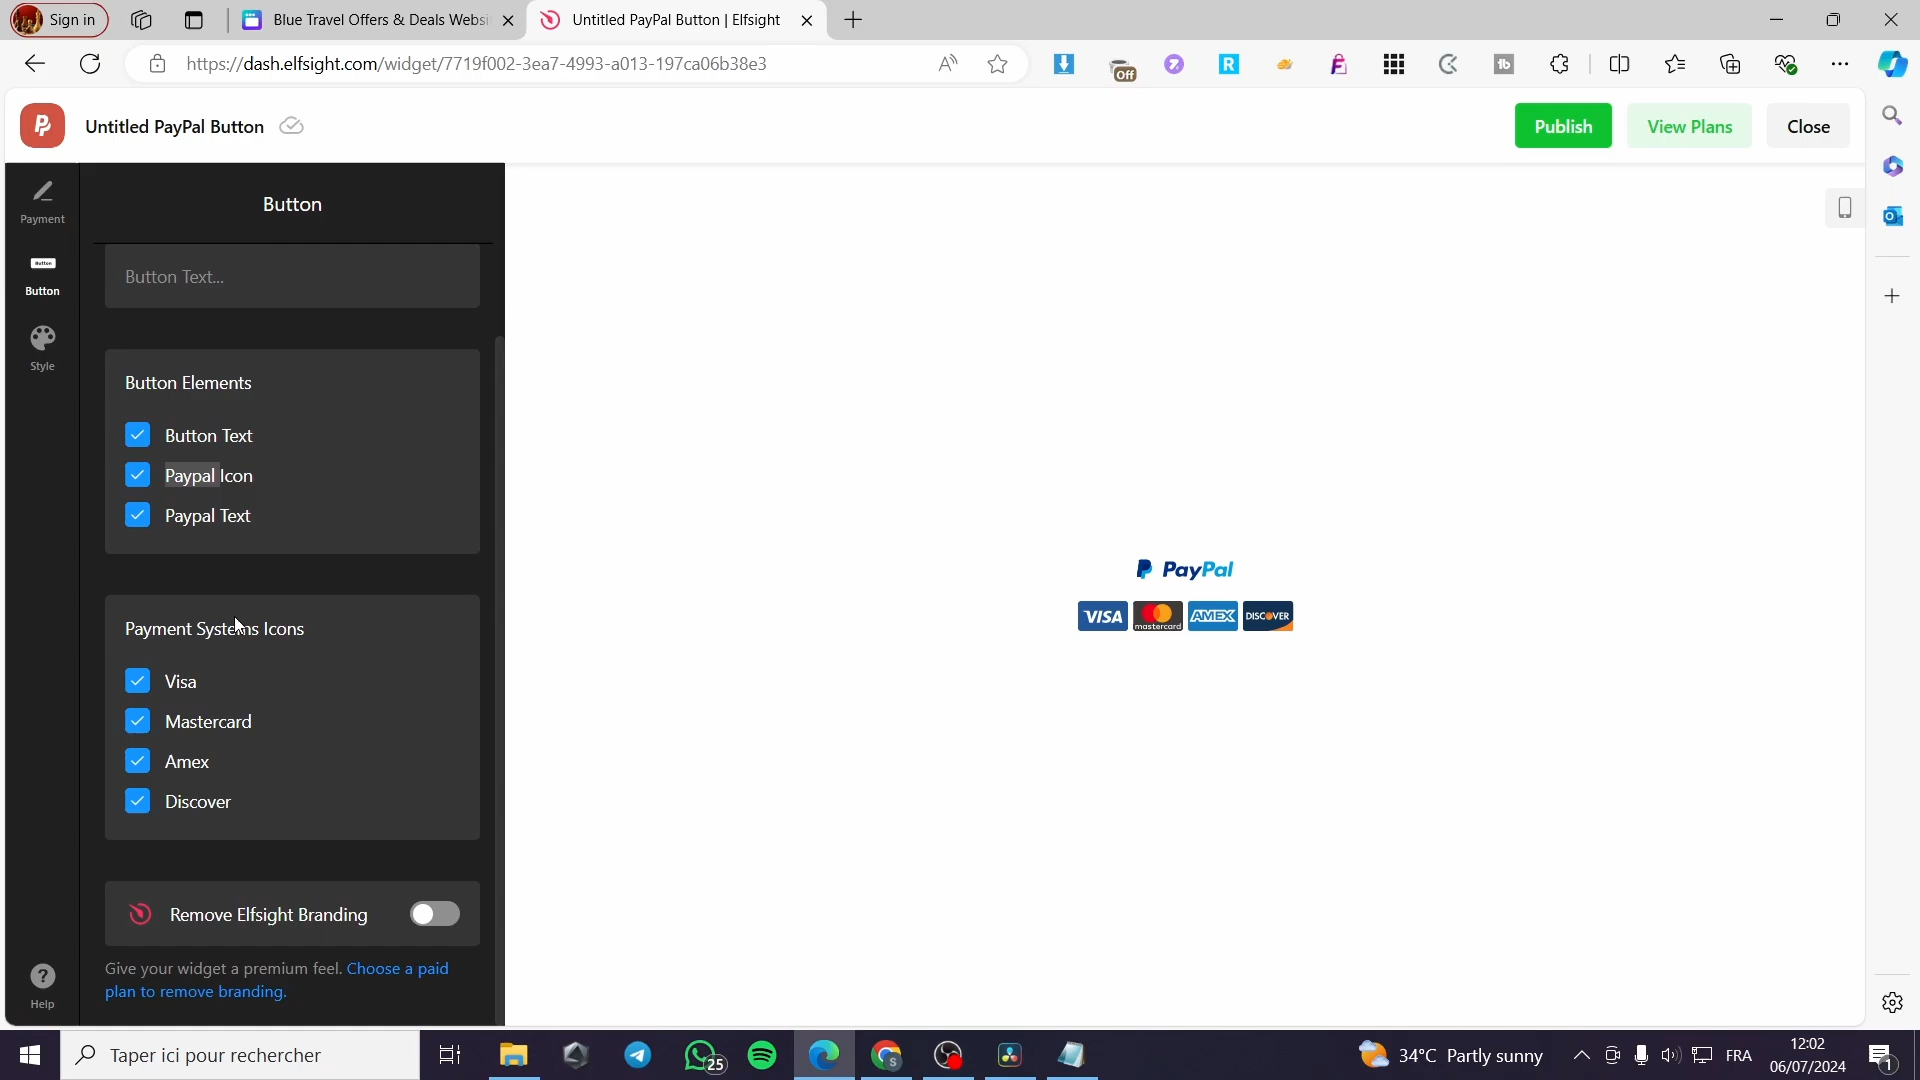 Sign in
Blue Travel Offers & Deals Websi
Untitled PayPal Button | Elfsight
https://dash.elfsight.com/widget/7719f002-3ea7-4993-a013-197ca06b38e3
Off
Untitled PayPal Button
Publish
View Plans
Close
Payment
Button
Button
Style
Help
Button
Button Text...
Button Elements
Button Text
Paypal Icon
Paypal Text
Payment Systems Icons
Visa
Mastercard
Amex
Discover
Remove Elfsight Branding
Give your widget a premium feel. Choose a paid
plan to remove branding.
PayPal
VISA mastercard AMEX DISCOVER
Taper ici pour rechercher
25
34°C Partly sunny
FRA
12:02
06/07/2024
1